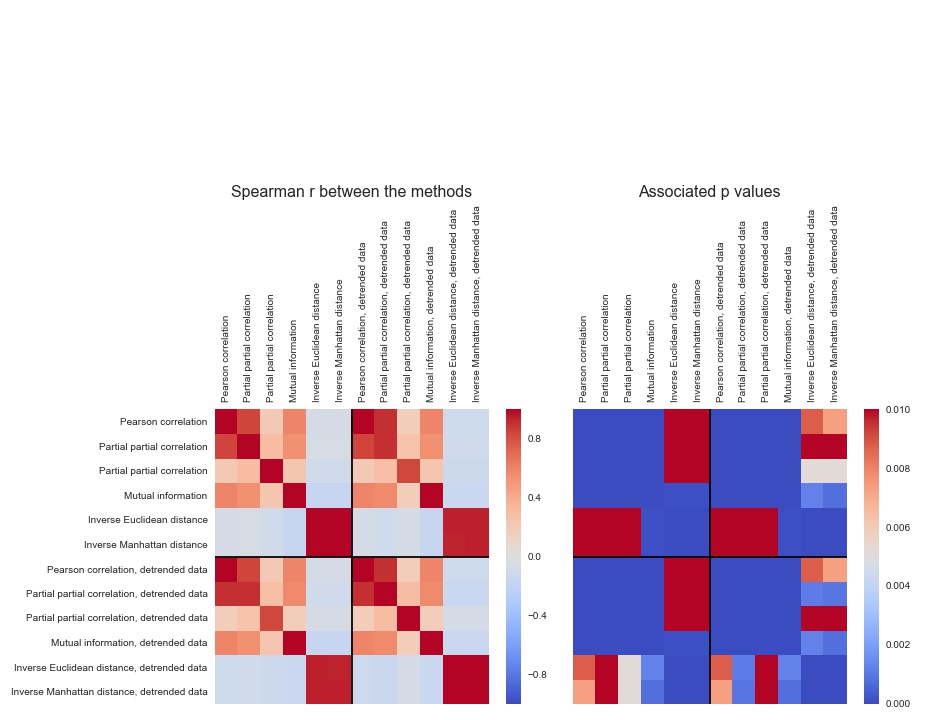 Spearman r between the methods
Associated p values
Pearson correlation
Partial partial correlation
Partial partial correlation
Mutual information
Inverse Euclidean distance
Inverse Manhattan distance
Pearson correlation, detrended data
Partial partial correlation, detrended data
Partial partial correlation, detrended data
Mutual information, detrended data
Inverse Euclidean distance, detrended data
Inverse Manhattan distance, detrended data
Pearson correlation
Partial partial correlation
Partial partial correlation
Mutual information
Inverse Euclidean distance
Inverse Manhattan distance
Pearson correlation, detrended data
Partial partial correlation, detrended data
Partial partial correlation, detrended data
Mutual information, detrended data
Inverse Euclidean distance, detrended data
Inverse Manhattan distance, detrended data
Pearson correlation
Partial partial correlation
Partial partial correlation
Mutual information
Inverse Euclidean distance
Inverse Manhattan distance
Pearson correlation, detrended data
Partial partial correlation, detrended data
Partial partial correlation, detrended data
Mutual information, detrended data
Inverse Euclidean distance, detrended data
Inverse Manhattan distance, detrended data
0.8
0.4
0.0
−0.4
−0.8
0.010
0.008
0.006
0.004
0.002
0.000